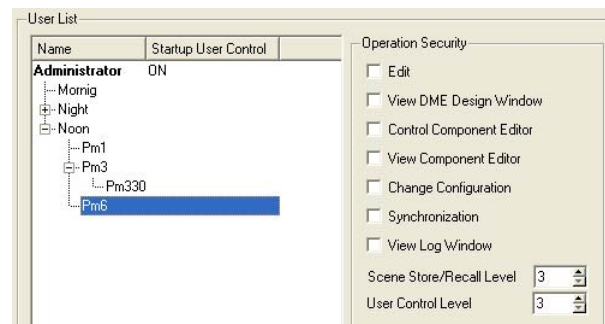 User List
Name Startup User Control
Administrator ON
Mornig
Night
Noon
Pm1
Pm3
Pm330
Pm6
Operation Security
Edit
View DME Design Window
Control Component Editor
View Component Editor
Change Configuration
Synchronization
View Log Window
Scene Store/Recall Level 3
User Control Level 3